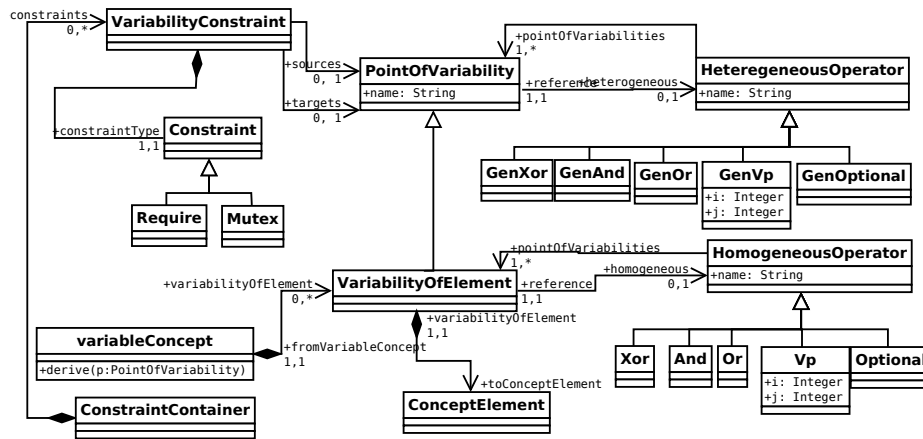 constraints
0,*
VariabilityConstraint
+pointOfVariabilities
1,*
+sources
0, 1
PointOfVariability
+name: String
+reference
1,1
+heterogeneous
0,1
HeteregeneousOperator
+name: String
+targets
0, 1
+constraintType
1,1
Constraint
GenXor
GenAnd
GenOr
GenVp
+i: Integer
+j: Integer
GenOptional
Require
Mutex
+pointOfVariabilities
1,*
HomogeneousOperator
+name: String
+variabilityOfElement
0,*
VariabilityOfElement
+reference
1,1
+homogeneous
0,1
+variabilityOfElement
1,1
variableConcept
+derive(p:PointOfVariability)
+fromVariableConcept
1,1
Xor
And
Or
Vp
+i: Integer
+j: Integer
Optional
+toConceptElement
ConceptElement
ConstraintContainer